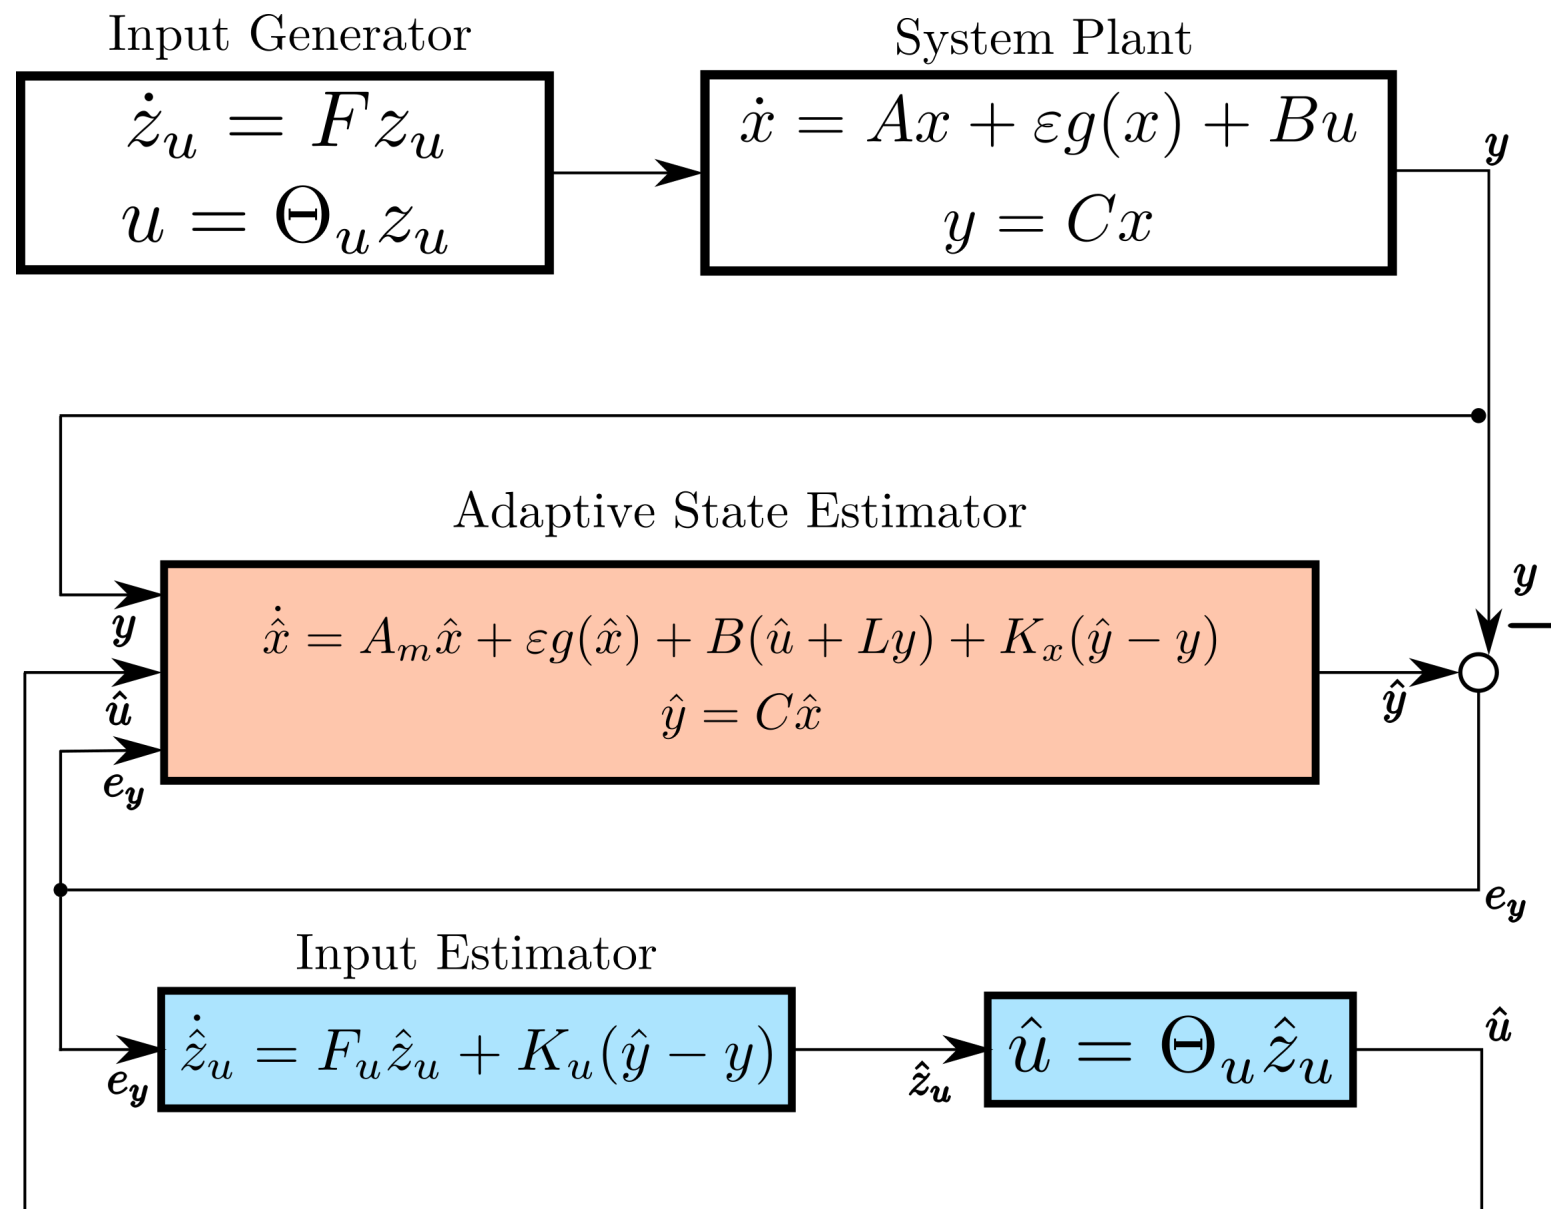 Input Generator
System Plant
ż_u = Fz_u
u = Θ_u z_u
ẋ = Ax + εg(x) + Bu
y = Cx
y
Adaptive State Estimator
y
y
−
û
e_y
x̂̇ = A_m x̂ + εg(x̂) + B(û + Ly) + K_x(ŷ − y)
ŷ = Cx̂
ŷ
e_y
Input Estimator
ẑ̇_u = F_u ẑ_u + K_u(ŷ − y)
e_y
ẑ_u
û = Θ_u ẑ_u
û